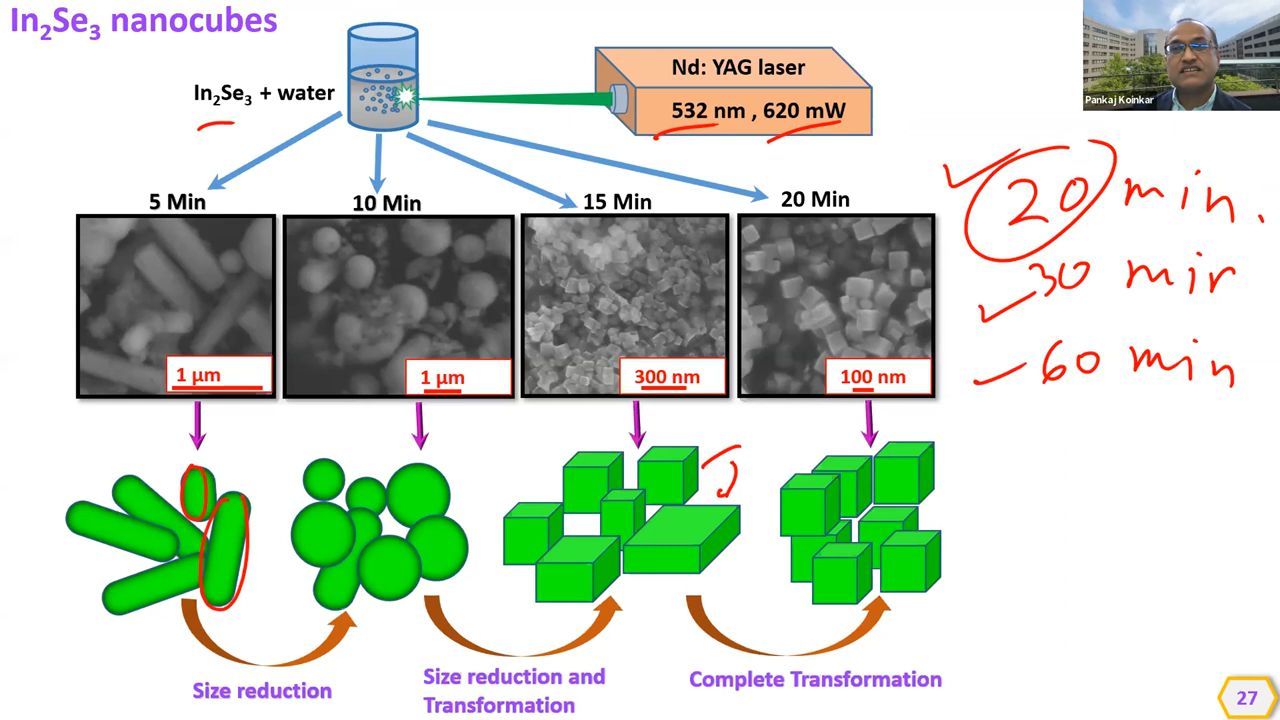 In₂Se₃ nanocubes
Pankaj Koinkar
In₂Se₃ + water
Nd: YAG laser
532 nm , 620 mW
20 min.
30 min
60 min
5 Min
10 Min
15 Min
20 Min
1 μm
1 μm
300 nm
100 nm
Size reduction
Size reduction and
Transformation
Complete Transformation
27